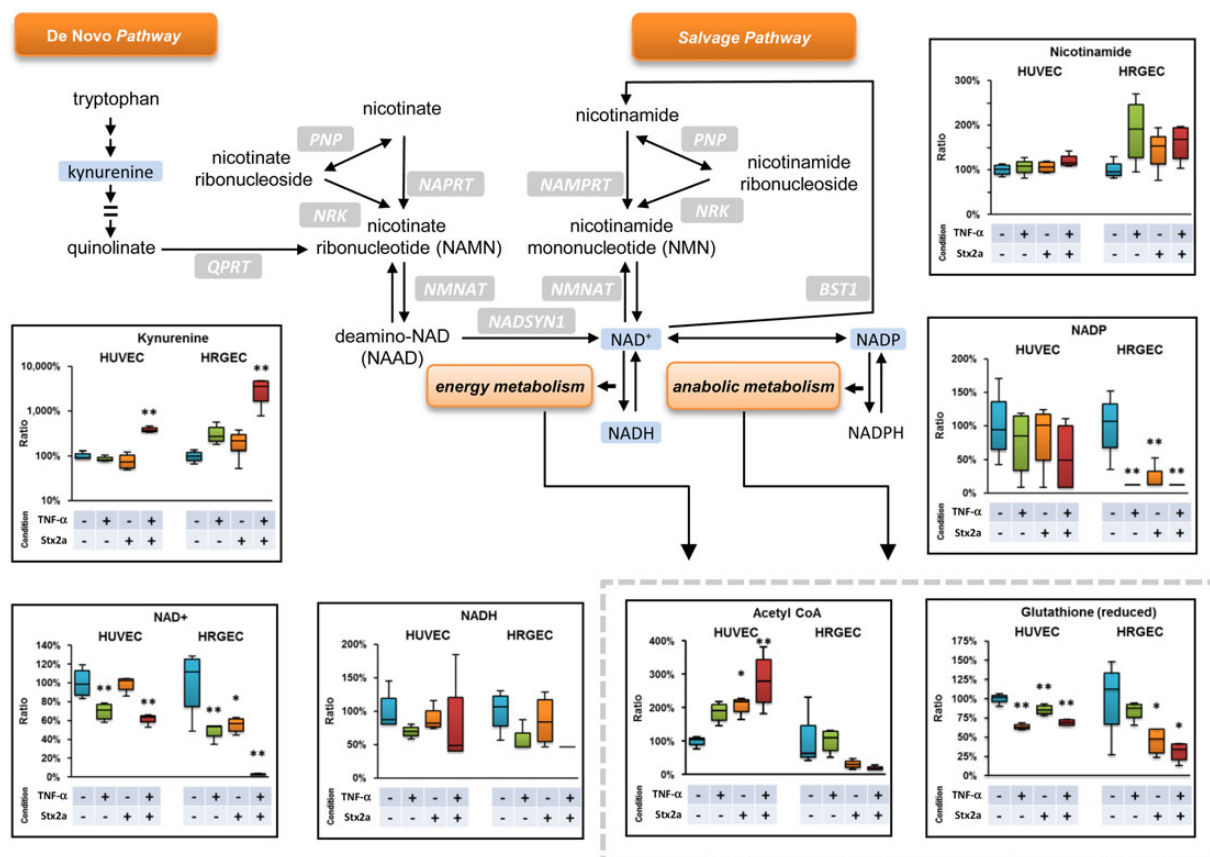 De Novo Pathway
Salvage Pathway
tryptophan
kynurenine
quinolinate
QPRT
nicotinate
PNP
nicotinate
ribonucleoside
NAPRT
NRK
nicotinate
ribonucleotide (NAMN)
NMNAT
deamino-NAD
(NAAD)
NADSYN1
nicotinamide
PNP
nicotinamide
ribonucleoside
NAMPRT
NRK
nicotinamide
mononucleotide (NMN)
NMNAT
BST1
NAD+
NADP
energy metabolism
anabolic metabolism
NADH
NADPH
Nicotinamide
HUVEC HRGEC
300%
200%
100%
0%
Ratio
Condition
TNF-α - + - + - + - +
Stx2a - - + + - - + +
Kynurenine
HUVEC HRGEC
10,000%
1,000%
100%
10%
Ratio
** **
Condition
TNF-α - + - + - + - +
Stx2a - - + + - - + +
NADP
HUVEC HRGEC
200%
150%
100%
50%
0%
Ratio
** ** **
Condition
TNF-α - + - + - + - +
Stx2a - - + + - - + +
NAD+
HUVEC HRGEC
140%
120%
100%
80%
60%
40%
20%
0%
Ratio
** ** ** * **
Condition
TNF-α - + - + - + - +
Stx2a - - + + - - + +
NADH
HUVEC HRGEC
200%
150%
100%
50%
0%
Ratio
Condition
TNF-α - + - + - + - +
Stx2a - - + + - - + +
Acetyl CoA
HUVEC HRGEC
400%
300%
200%
100%
0%
Ratio
* **
Condition
TNF-α - + - + - + - +
Stx2a - - + + - - + +
Glutathione (reduced)
HUVEC HRGEC
175%
150%
125%
100%
75%
50%
25%
0%
Ratio
** ** ** * *
Condition
TNF-α - + - + - + - +
Stx2a - - + + - - + +